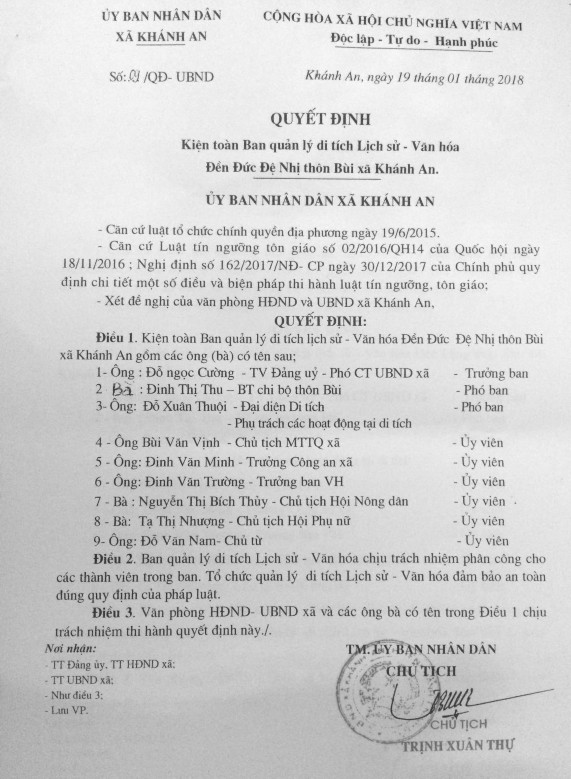 ỦY BAN NHÂN DÂN
XÃ KHÁNH AN
CỘNG HÒA XÃ HỘI CHỦ NGHĨA VIỆT NAM
Độc lập - Tự do - Hạnh phúc
Số: /QĐ- UBND
Khánh An, ngày 19 tháng 01 tháng 2018
QUYẾT ĐỊNH
Kiện toàn Ban quản lý di tích Lịch sử - Văn hóa
Đền Đức Đệ Nhị thôn Bùi xã Khánh An.
ỦY BAN NHÂN DÂN XÃ KHÁNH AN
- Căn cứ luật tổ chức chính quyền địa phương ngày 19/6/2015.
- Căn cứ Luật tín ngưỡng tôn giáo số 02/2016/QH14 của Quốc hội ngày
18/11/2016 ; Nghị định số 162/2017/NĐ- CP ngày 30/12/2017 của Chính phủ quy
định chi tiết một số điều và biện pháp thi hành luật tín ngưỡng, tôn giáo;
- Xét đề nghị của văn phòng HĐND và UBND xã Khánh An,
QUYẾT ĐỊNH:
Điều 1. Kiện toàn Ban quản lý di tích lịch sử - Văn hóa Đền Đức Đệ Nhị thôn Bùi
xã Khánh An gồm các ông (bà) có tên sau;
1- Ông : Đỗ ngọc Cường - TV Đảng uỷ - Phó CT UBND xã - Trưởng ban
2 Bà : Đinh Thị Thu – BT chi bộ thôn Bùi - Phó ban
3- Ông: Đỗ Xuân Thuội - Đại diện Di tích - Phó ban
- Phụ trách các hoạt động tại di tích
4 - Ông Bùi Văn Vịnh - Chủ tịch MTTQ xã - Ủy viên
5 - Ông: Đinh Văn Minh - Trưởng Công an xã - Ủy viên
6 - Ông: Đinh Văn Trường - Trưởng ban VH - Ủy viên
7 - Bà : Nguyễn Thị Bích Thủy - Chủ tịch Hội Nông dân - Ủy viên
8 - Bà: Tạ Thị Nhượng - Chủ tịch Hội Phụ nữ - Ủy viên
9- Ông: Đỗ Văn Nam- Chủ từ - Ủy viên
Điều 2. Ban quản lý di tích Lịch sử - Văn hóa chịu trách nhiệm phân công cho
các thành viên trong ban. Tổ chức quản lý di tích Lịch sử - Văn hóa đảm bảo an toàn
đúng quy định của pháp luật.
Điều 3. Văn phòng HĐND- UBND xã và các ông bà có tên trong Điều 1 chịu
trách nhiệm thi hành quyết định này./.
Nơi nhận:
- TT Đảng ủy, TT HĐND xã;
- TT UBND xã;
- Như điều 3;
- Lưu VP.
TM. ỦY BAN NHÂN DÂN
CHỦ TỊCH
CHỦ TỊCH
TRỊNH XUÂN THỰ